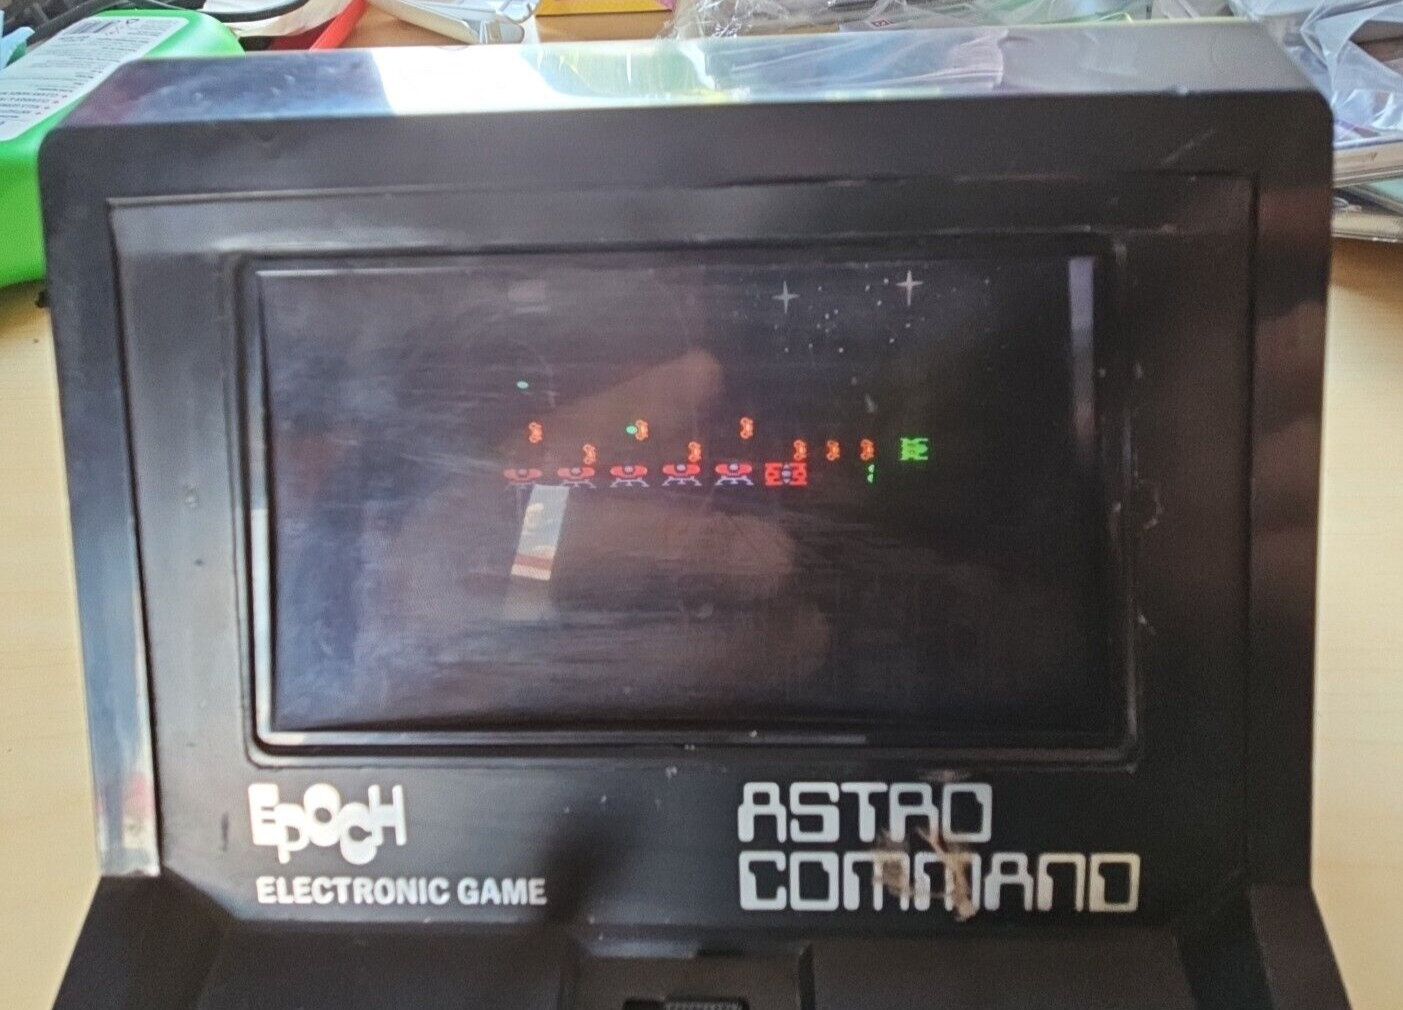 EPOCH
ELECTRONIC GAME
ASTRO
COMMAND